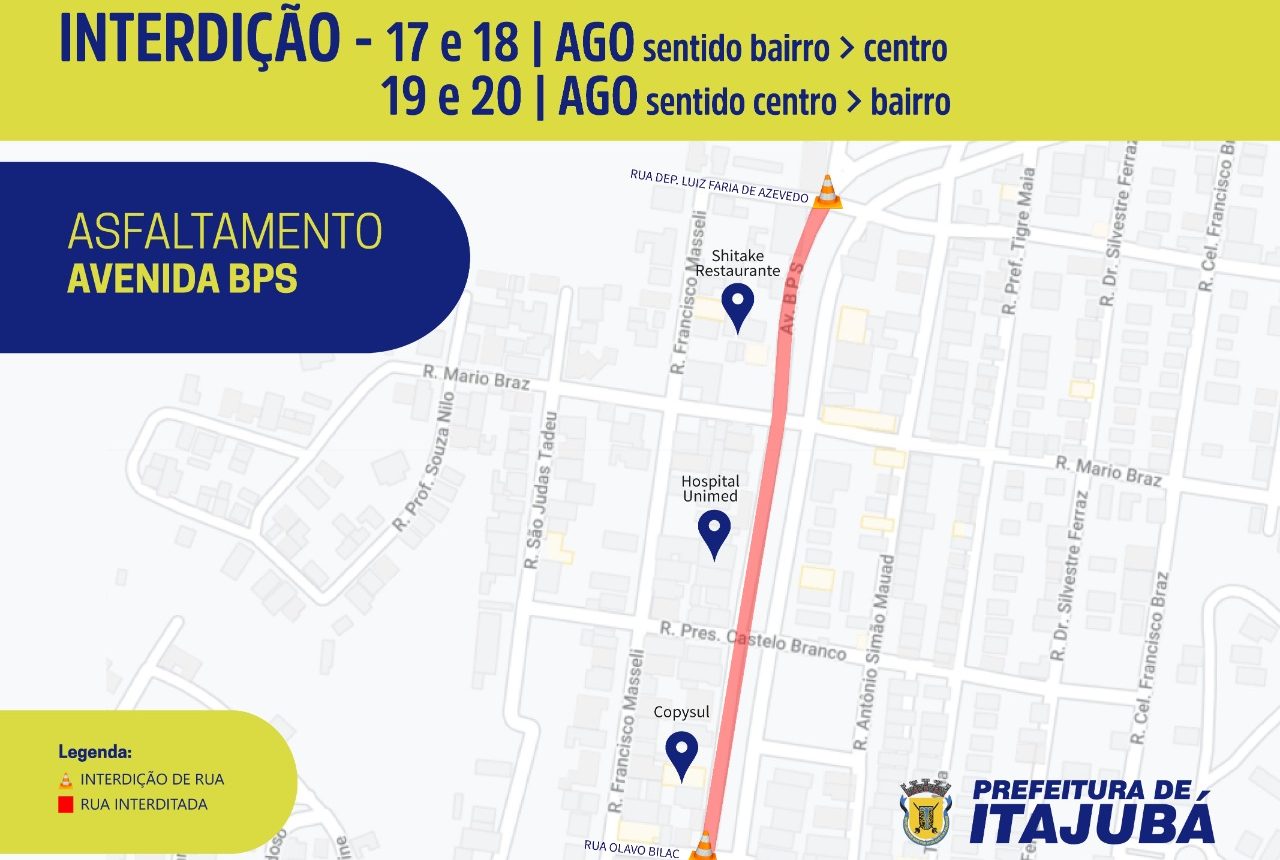 INTERDIÇÃO - 17 e 18 | AGO sentido bairro > centro
19 e 20 | AGO sentido centro > bairro
ASFALTAMENTO
AVENIDA BPS
RUA DEP. LUIZ FARIA DE AZEVEDO
Shitake
Restaurante
Av. B P S
R. Francisco Masseli
R. Pref. Tigre Maia
R. Dr. Silvestre Ferraz
R. Cel. Francisco B
R. Mario Braz
R. Prof. Souza Nilo
R. São Judas Tadeu
R. Mario Braz
Hospital
Unimed
R. Pres. Castelo Branco
R. Antônio Simão Mauad
R. Dr. Silvestre Ferraz
R. Cel. Francisco Braz
R. Francisco Masseli
Copysul
RUA OLAVO BILAC
Legenda:
INTERDIÇÃO DE RUA
RUA INTERDITADA
PREFEITURA DE
ITAJUBÁ